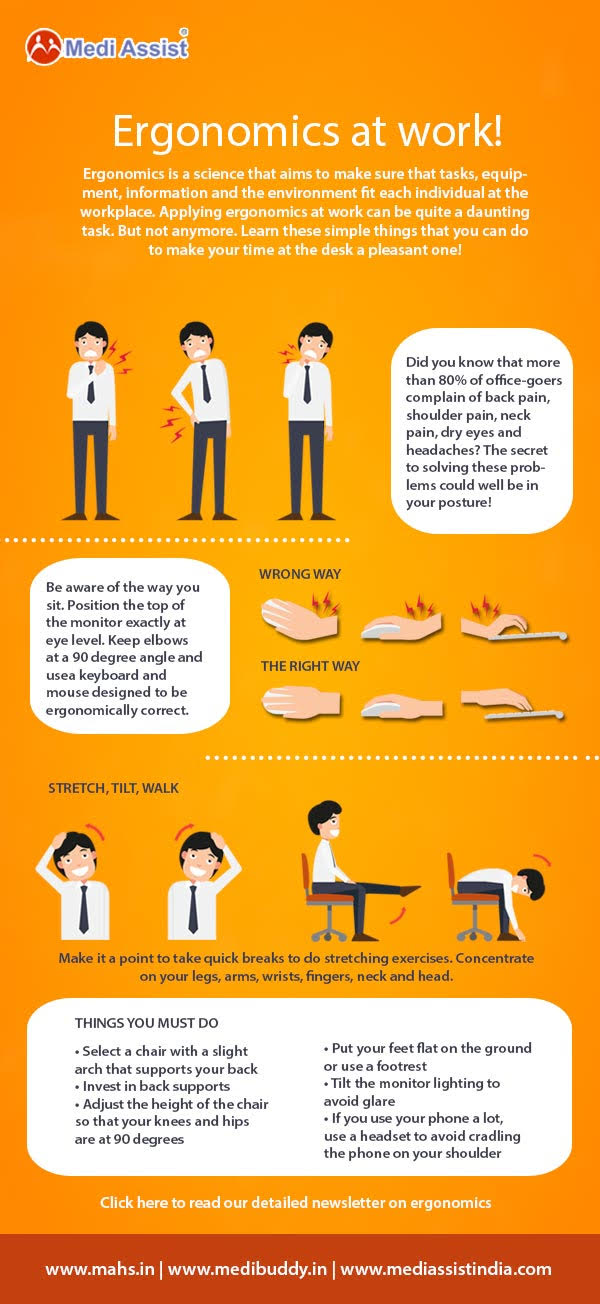 Medi Assist®
Ergonomics at work!
Ergonomics is a science that aims to make sure that tasks, equip-
ment, information and the environment fit each individual at the
workplace. Applying ergonomics at work can be quite a daunting
task. But not anymore. Learn these simple things that you can do
to make your time at the desk a pleasant one!
Did you know that more
than 80% of office-goers
complain of back pain,
shoulder pain, neck
pain, dry eyes and
headaches? The secret
to solving these prob-
lems could well be in
your posture!
Be aware of the way you
sit. Position the top of
the monitor exactly at
eye level. Keep elbows
at a 90 degree angle and
usea keyboard and
mouse designed to be
ergonomically correct.
WRONG WAY
THE RIGHT WAY
STRETCH, TILT, WALK
Make it a point to take quick breaks to do stretching exercises. Concentrate
on your legs, arms, wrists, fingers, neck and head.
THINGS YOU MUST DO
• Select a chair with a slight
arch that supports your back
• Invest in back supports
• Adjust the height of the chair
so that your knees and hips
are at 90 degrees
• Put your feet flat on the ground
or use a footrest
• Tilt the monitor lighting to
avoid glare
• If you use your phone a lot,
use a headset to avoid cradling
the phone on your shoulder
Click here to read our detailed newsletter on ergonomics
www.mahs.in | www.medibuddy.in | www.mediassistindia.com